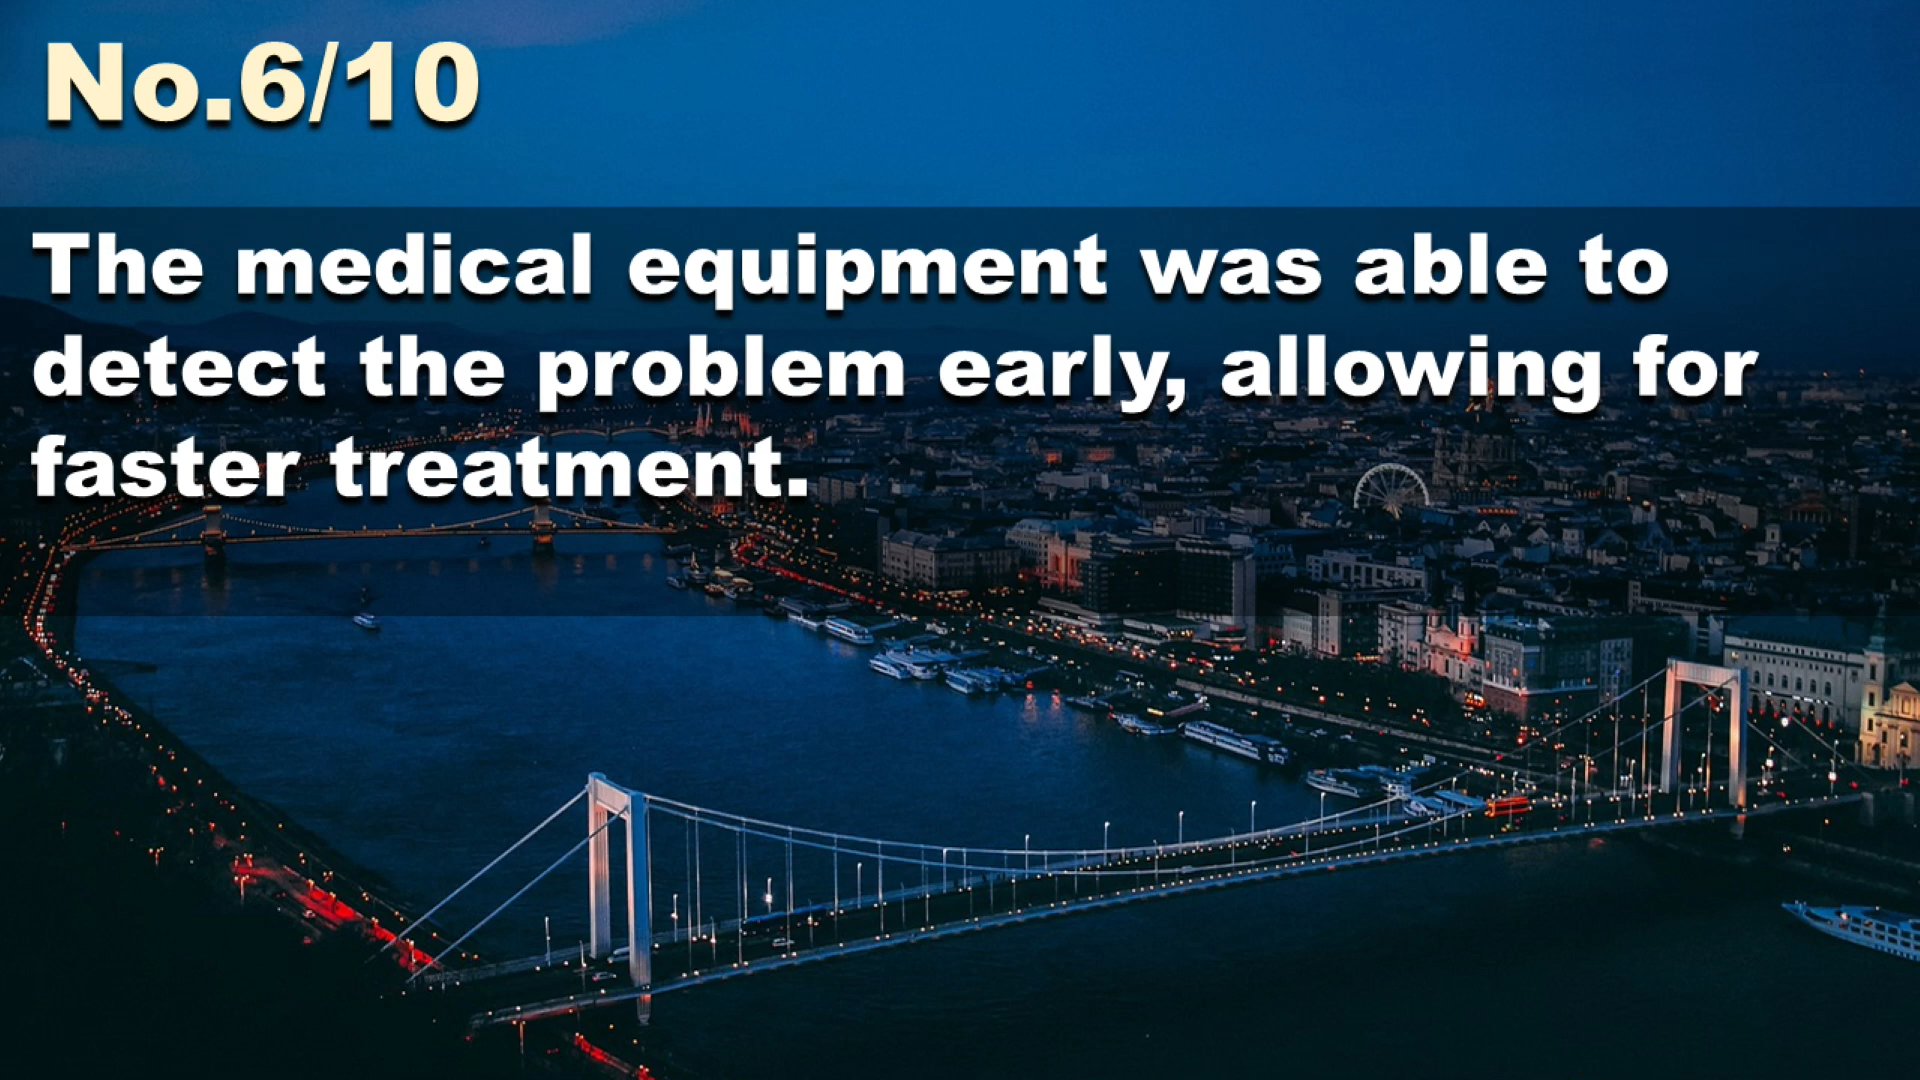 No.6/10
The medical equipment was able to
detect the problem early, allowing for
faster treatment.